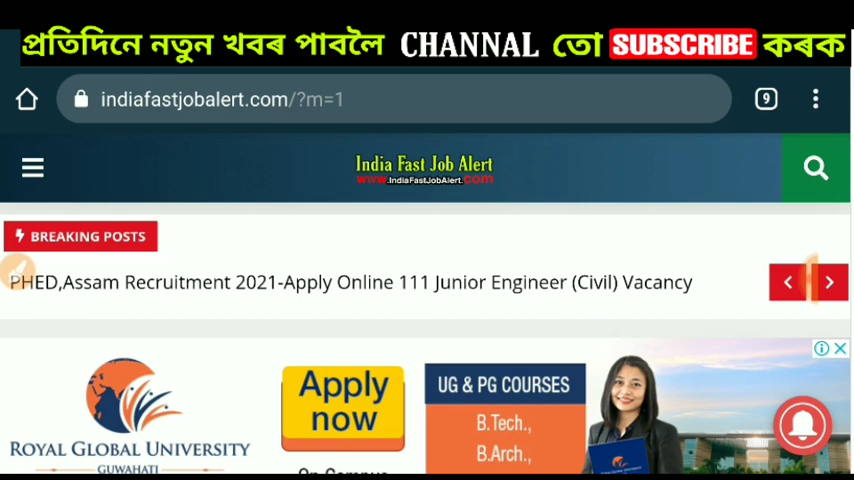 প্ৰতিদিনে নতুন খবৰ পাবলৈ CHANNAL তো SUBSCRIBE কৰক
indiafastjobalert.com/?m=1
9
India Fast Job Alert
www.IndiaFastJobAlert.com
BREAKING POSTS
PHED,Assam Recruitment 2021-Apply Online 111 Junior Engineer (Civil) Vacancy
Apply
now
UG & PG COURSES
B.Tech.,
B.Arch.,
ROYAL GLOBAL UNIVERSITY
GUWAHATI